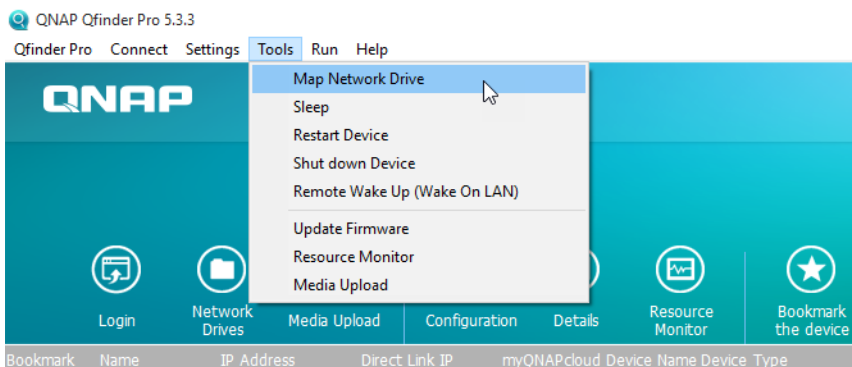 QNAP Qfinder Pro 5.3.3
Qfinder Pro Connect Settings Tools Run Help
QNAP
Map Network Drive
Sleep
Restart Device
Shut down Device
Remote Wake Up (Wake On LAN)
Update Firmware
Resource Monitor
Media Upload
Login
Network
Drives
Media Upload
Configuration
Details
Resource
Monitor
Bookmark
the device
Bookmark Name IP Address Direct Link IP myQNAPcloud Device Name Device Type